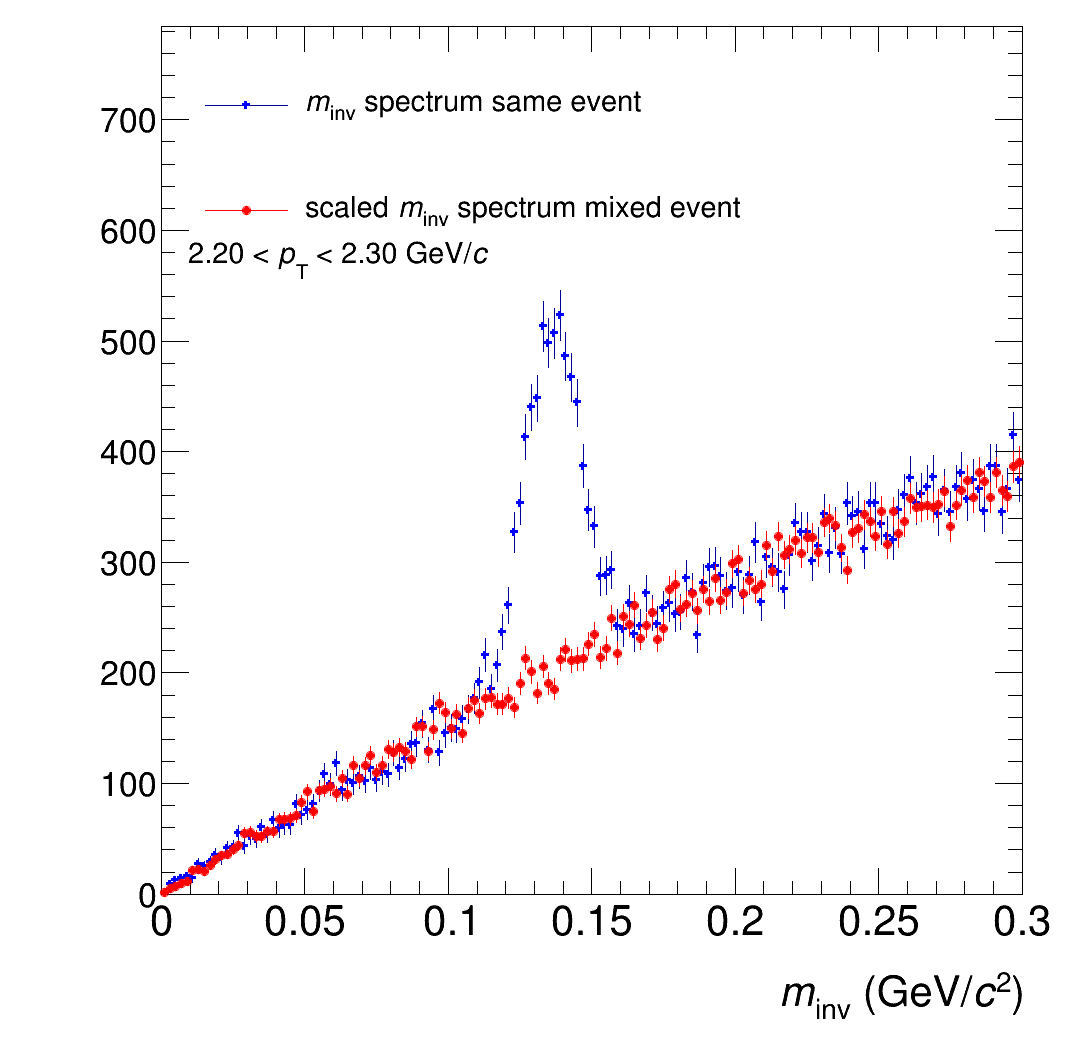 700
600
500
400
300
200
100
0
m_inv spectrum same event
scaled m_inv spectrum mixed event
2.20 < p_T < 2.30 GeV/c
0 0.05 0.1 0.15 0.2 0.25 0.3
m_inv (GeV/c²)